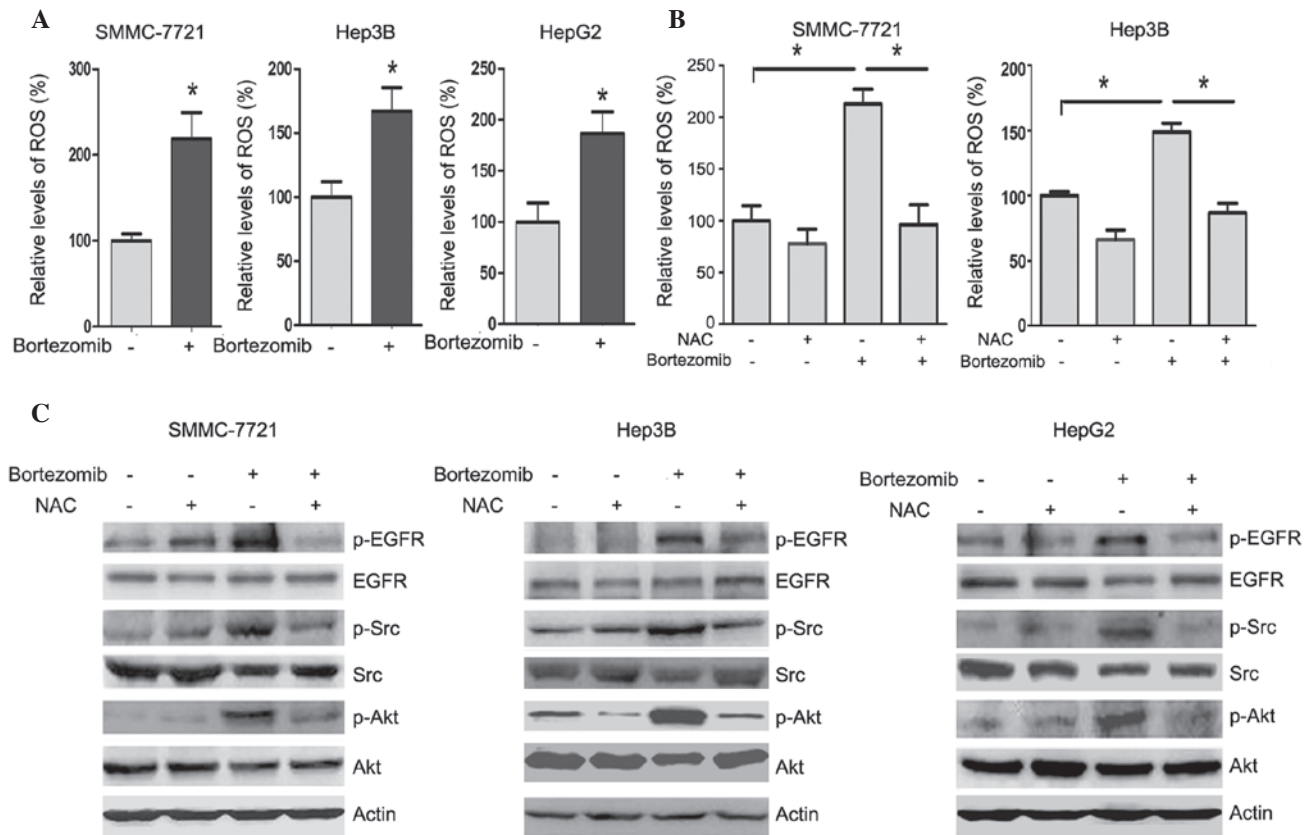 A
SMMC-7721
Relative levels of ROS (%)
300
200
100
0
*
Bortezomib - +
Hep3B
Relative levels of ROS (%)
200
150
100
50
0
*
Bortezomib - +
HepG2
Relative levels of ROS (%)
250
200
150
100
50
0
*
Bortezomib - +
B
SMMC-7721
Relative levels of ROS (%)
250
200
150
100
50
0
* *
NAC - + - +
Bortezomib - - + +
Hep3B
Relative levels of ROS (%)
200
150
100
50
0
* *
NAC - + - +
Bortezomib - - + +
C
SMMC-7721
Bortezomib - - + +
NAC - + - +
p-EGFR
EGFR
p-Src
Src
p-Akt
Akt
Actin
Hep3B
Bortezomib - - + +
NAC - + - +
p-EGFR
EGFR
p-Src
Src
p-Akt
Akt
Actin
HepG2
Bortezomib - - + +
NAC - + - +
p-EGFR
EGFR
p-Src
Src
p-Akt
Akt
Actin